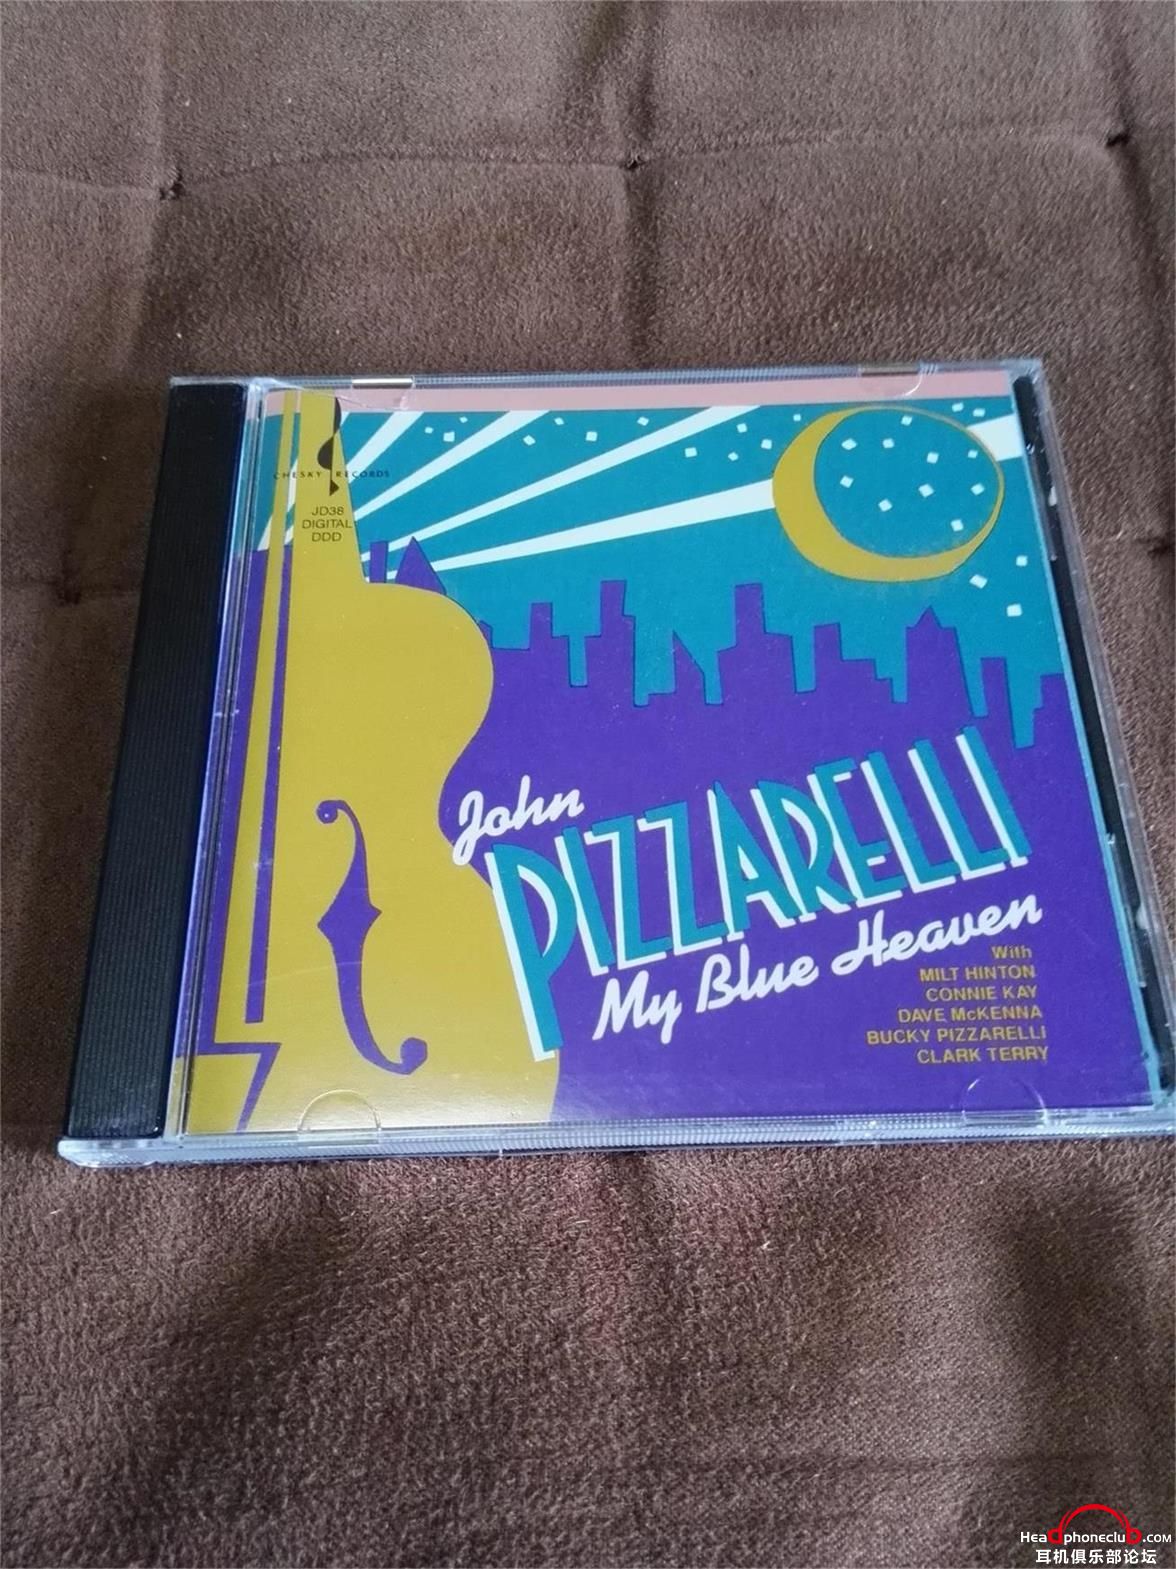 CHESKY RECORDS
JD38
DIGITAL
DDD
John
PIZZARELLI
My Blue Heaven
With
MILT HINTON
CONNIE KAY
DAVE McKENNA
BUCKY PIZZARELLI
CLARK TERRY
Headphoneclub.com
耳机俱乐部论坛